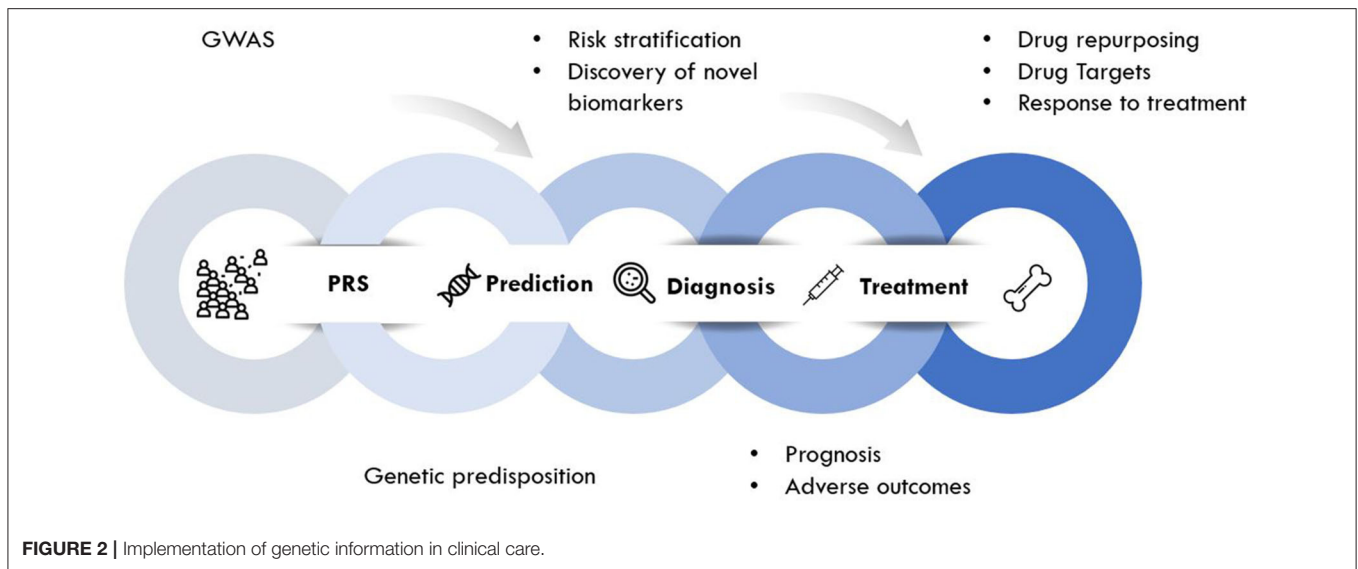 GWAS
• Risk stratification
• Discovery of novel
biomarkers
• Drug repurposing
• Drug Targets
• Response to treatment
PRS
Prediction
Diagnosis
Treatment
Genetic predisposition
• Prognosis
• Adverse outcomes
FIGURE 2 | Implementation of genetic information in clinical care.